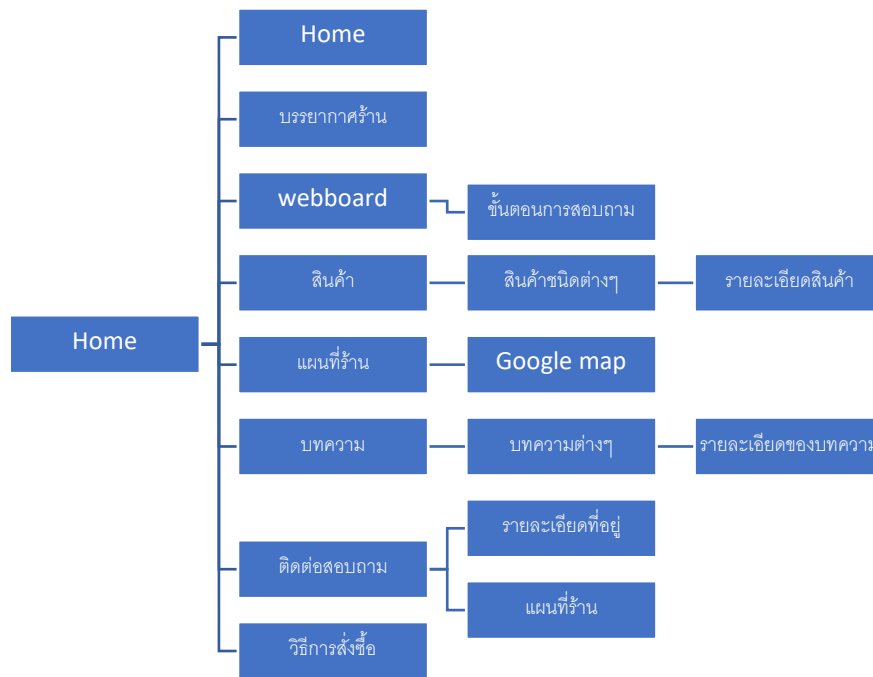 Home
บรรยากาศร้าน
webboard
ขั้นตอนการสอบถาม
สินค้า
สินค้าชนิดต่างๆ
รายละเอียดสินค้า
Home
แผนที่ร้าน
Google map
บทความ
บทความต่างๆ
รายละเอียดของบทความ
รายละเอียดที่อยู่
ติดต่อสอบถาม
แผนที่ร้าน
วิธีการสั่งซื้อ